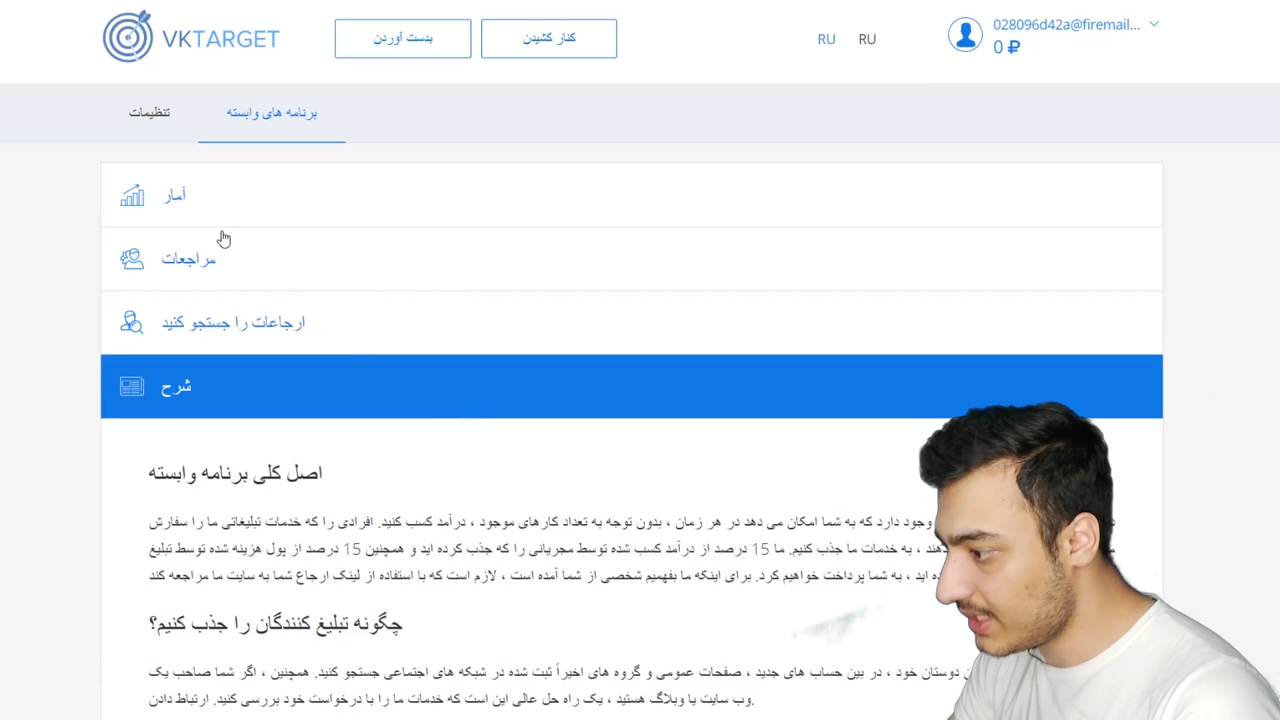 VKTARGET
بدست آوردن
کنار کشیدن
RU
RU
028096d42a@firemail...
0 ₽
تنظیمات
برنامه های وابسته
آمار
مراجعات
ارجاعات را جستجو کنید
شرح
اصل کلی برنامه وابسته
وجود دارد که به شما امکان می دهد در هر زمان ، بدون توجه به تعداد کارهای موجود ، درآمد کسب کنید. افرادی را که خدمات تبلیغاتی ما را سفارش
دهند ، به خدمات ما جذب کنیم. ما 15 درصد از درآمد کسب شده توسط مجریانی را که جذب کرده اید و همچنین 15 درصد از پول هزینه شده توسط تبلیغ
ده اید ، به شما پرداخت خواهیم کرد. برای اینکه ما بفهمیم شخصی از شما آمده است ، لازم است که با استفاده از لینک ارجاع شما به سایت ما مراجعه کند
چگونه تبلیغ کنندگان را جذب کنیم؟
دوستان خود ، در بین حساب های جدید ، صفحات عمومی و گروه های اخیراً ثبت شده در شبکه های اجتماعی جستجو کنید. همچنین ، اگر شما صاحب یک
وب سایت یا وبلاگ هستید ، یک راه حل عالی این است که خدمات ما را با درخواست خود بررسی کنید. ارتباط دادن.